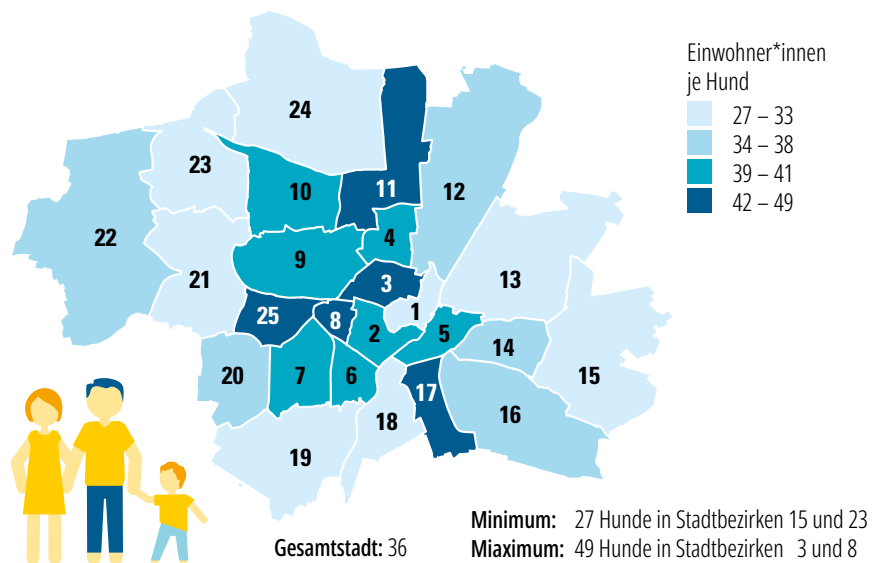 Einwohner*innen
je Hund
27 – 33
34 – 38
39 – 41
42 – 49
24
23
10
11
12
22
4
9
21
13
3
25
8
1
2
5
14
15
20
7
6
17
16
18
19
Gesamtstadt: 36
Minimum: 27 Hunde in Stadtbezirken 15 und 23
Miaximum: 49 Hunde in Stadtbezirken 3 und 8